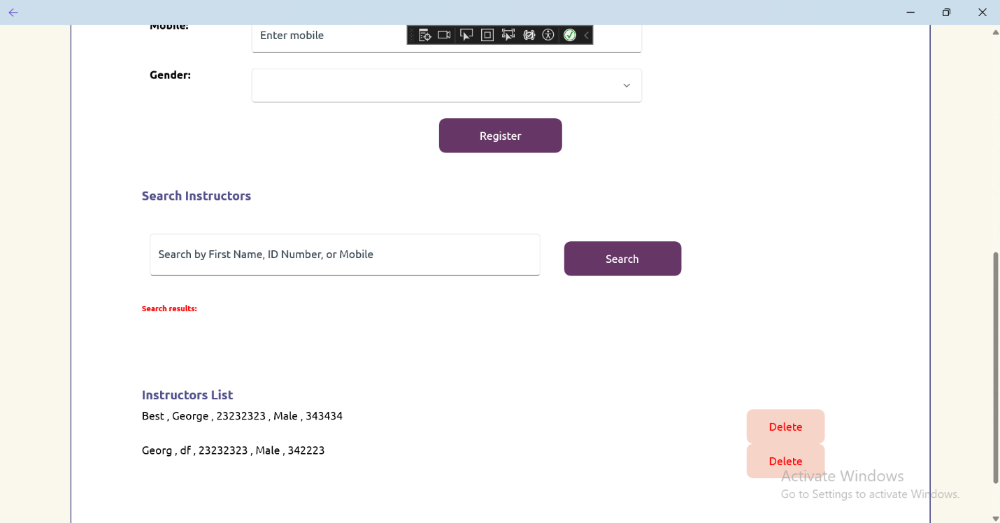 Mobile:
Enter mobile
Gender:
Register
Search Instructors
Search by First Name, ID Number, or Mobile
Search
Search results:
Instructors List
Best , George , 23232323 , Male , 343434
Delete
Georg , df , 23232323 , Male , 342223
Delete
Activate Windows
Go to Settings to activate Windows.